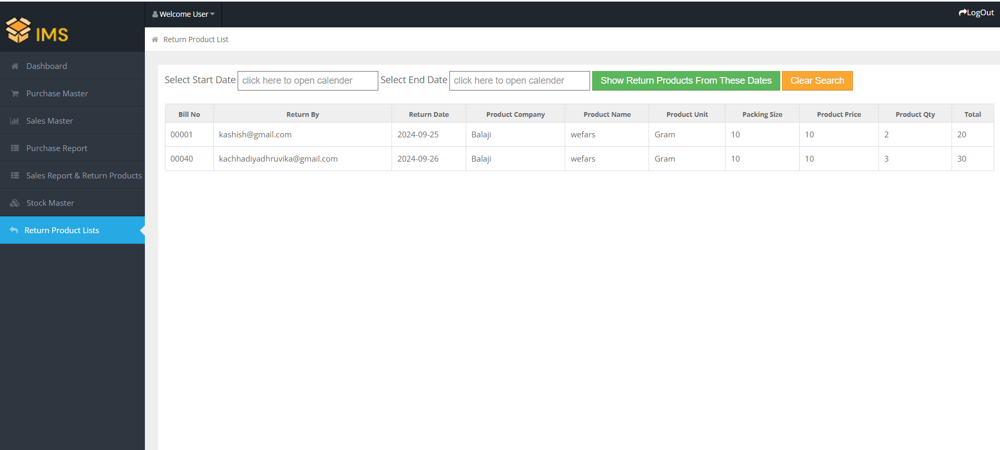 IMS
Welcome User
LogOut
Return Product List
Dashboard
Purchase Master
Sales Master
Purchase Report
Sales Report & Return Products
Stock Master
Return Product Lists
Select Start Date click here to open calender Select End Date click here to open calender Show Return Products From These Dates Clear Search
Bill No Return By Return Date Product Company Product Name Product Unit Packing Size Product Price Product Qty Total
00001 kashish@gmail.com 2024-09-25 Balaji wefars Gram 10 10 2 20
00040 kachhadiyadhruvika@gmail.com 2024-09-26 Balaji wefars Gram 10 10 3 30